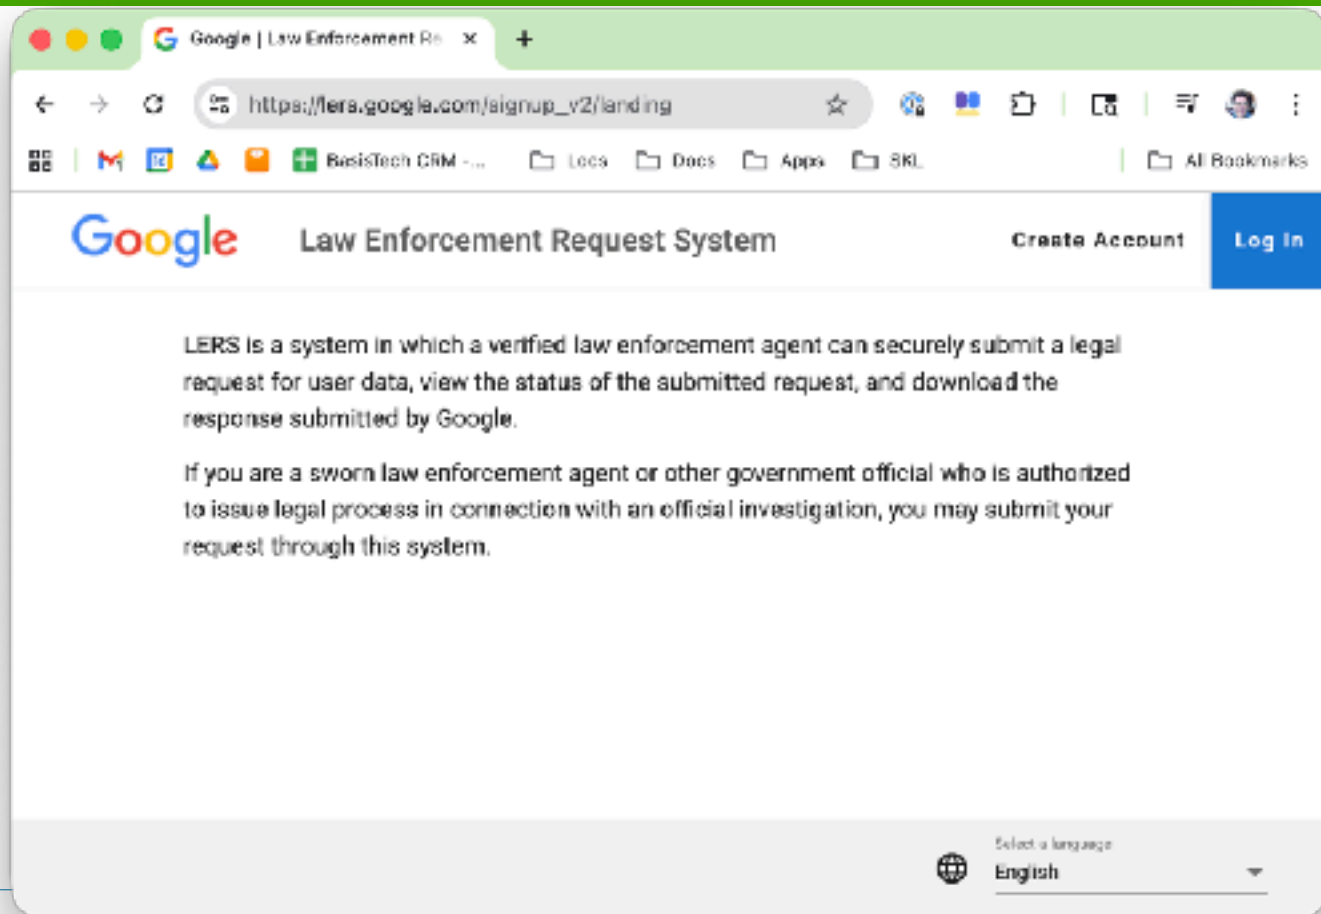 Google | Law Enforcement Re
https://lers.google.com/signup_v2/landing
BasisTech CRM -...
Locs
Docs
Apps
SKL
All Bookmarks
Google
Law Enforcement Request System
Create Account
Log In
LERS is a system in which a verified law enforcement agent can securely submit a legal
request for user data, view the status of the submitted request, and download the
response submitted by Google.
If you are a sworn law enforcement agent or other government official who is authorized
to issue legal process in connection with an official investigation, you may submit your
request through this system.
Select a language
English